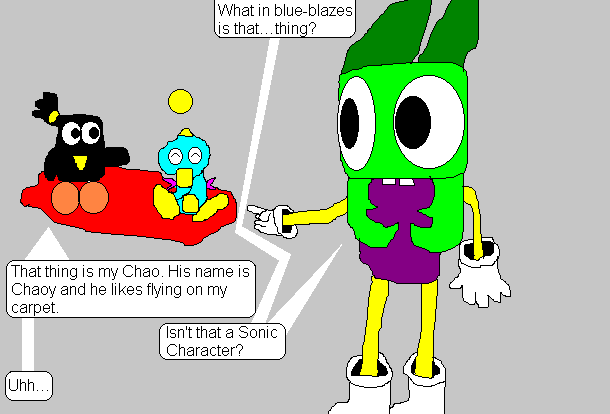 What in blue-blazes
is that...thing?
That thing is my Chao. His name is
Chaoy and he likes flying on my
carpet.
Isn't that a Sonic
Character?
Uhh...